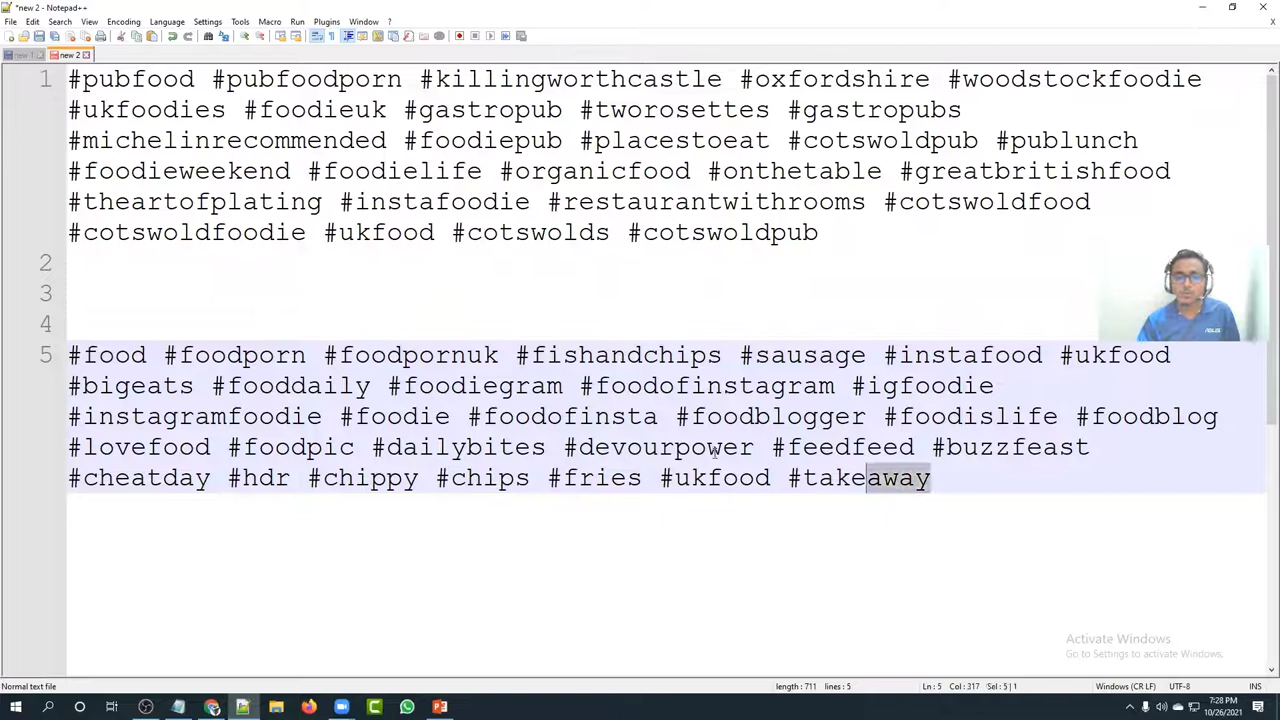 *new 2 - Notepad++
File Edit Search View Encoding Language Settings Tools Macro Run Plugins Window ?
X
new 1 new 2
1 #pubfood #pubfoodporn #killingworthcastle #oxfordshire #woodstockfoodie
#ukfoodies #foodieuk #gastropub #tworosettes #gastropubs
#michelinrecommended #foodiepub #placestoeat #cotswoldpub #publunch
#foodieweekend #foodielife #organicfood #onthetable #greatbritishfood
#theartofplating #instafoodie #restaurantwithrooms #cotswoldfood
#cotswoldfoodie #ukfood #cotswolds #cotswoldpub
2
3
4
5 #food #foodporn #foodpornuk #fishandchips #sausage #instafood #ukfood
#bigeats #fooddaily #foodiegram #foodofinstagram #igfoodie
#instagramfoodie #foodie #foodofinsta #foodblogger #foodislife #foodblog
#lovefood #foodpic #dailybites #devourpower #feedfeed #buzzfeast
#cheatday #hdr #chippy #chips #fries #ukfood #takeaway
ASUS
Activate Windows
Go to Settings to activate Windows.
Normal text file length : 711 lines : 5 Ln : 5 Col : 317 Sel : 5 | 1 Windows (CR LF) UTF-8 INS
7:28 PM
10/26/2021